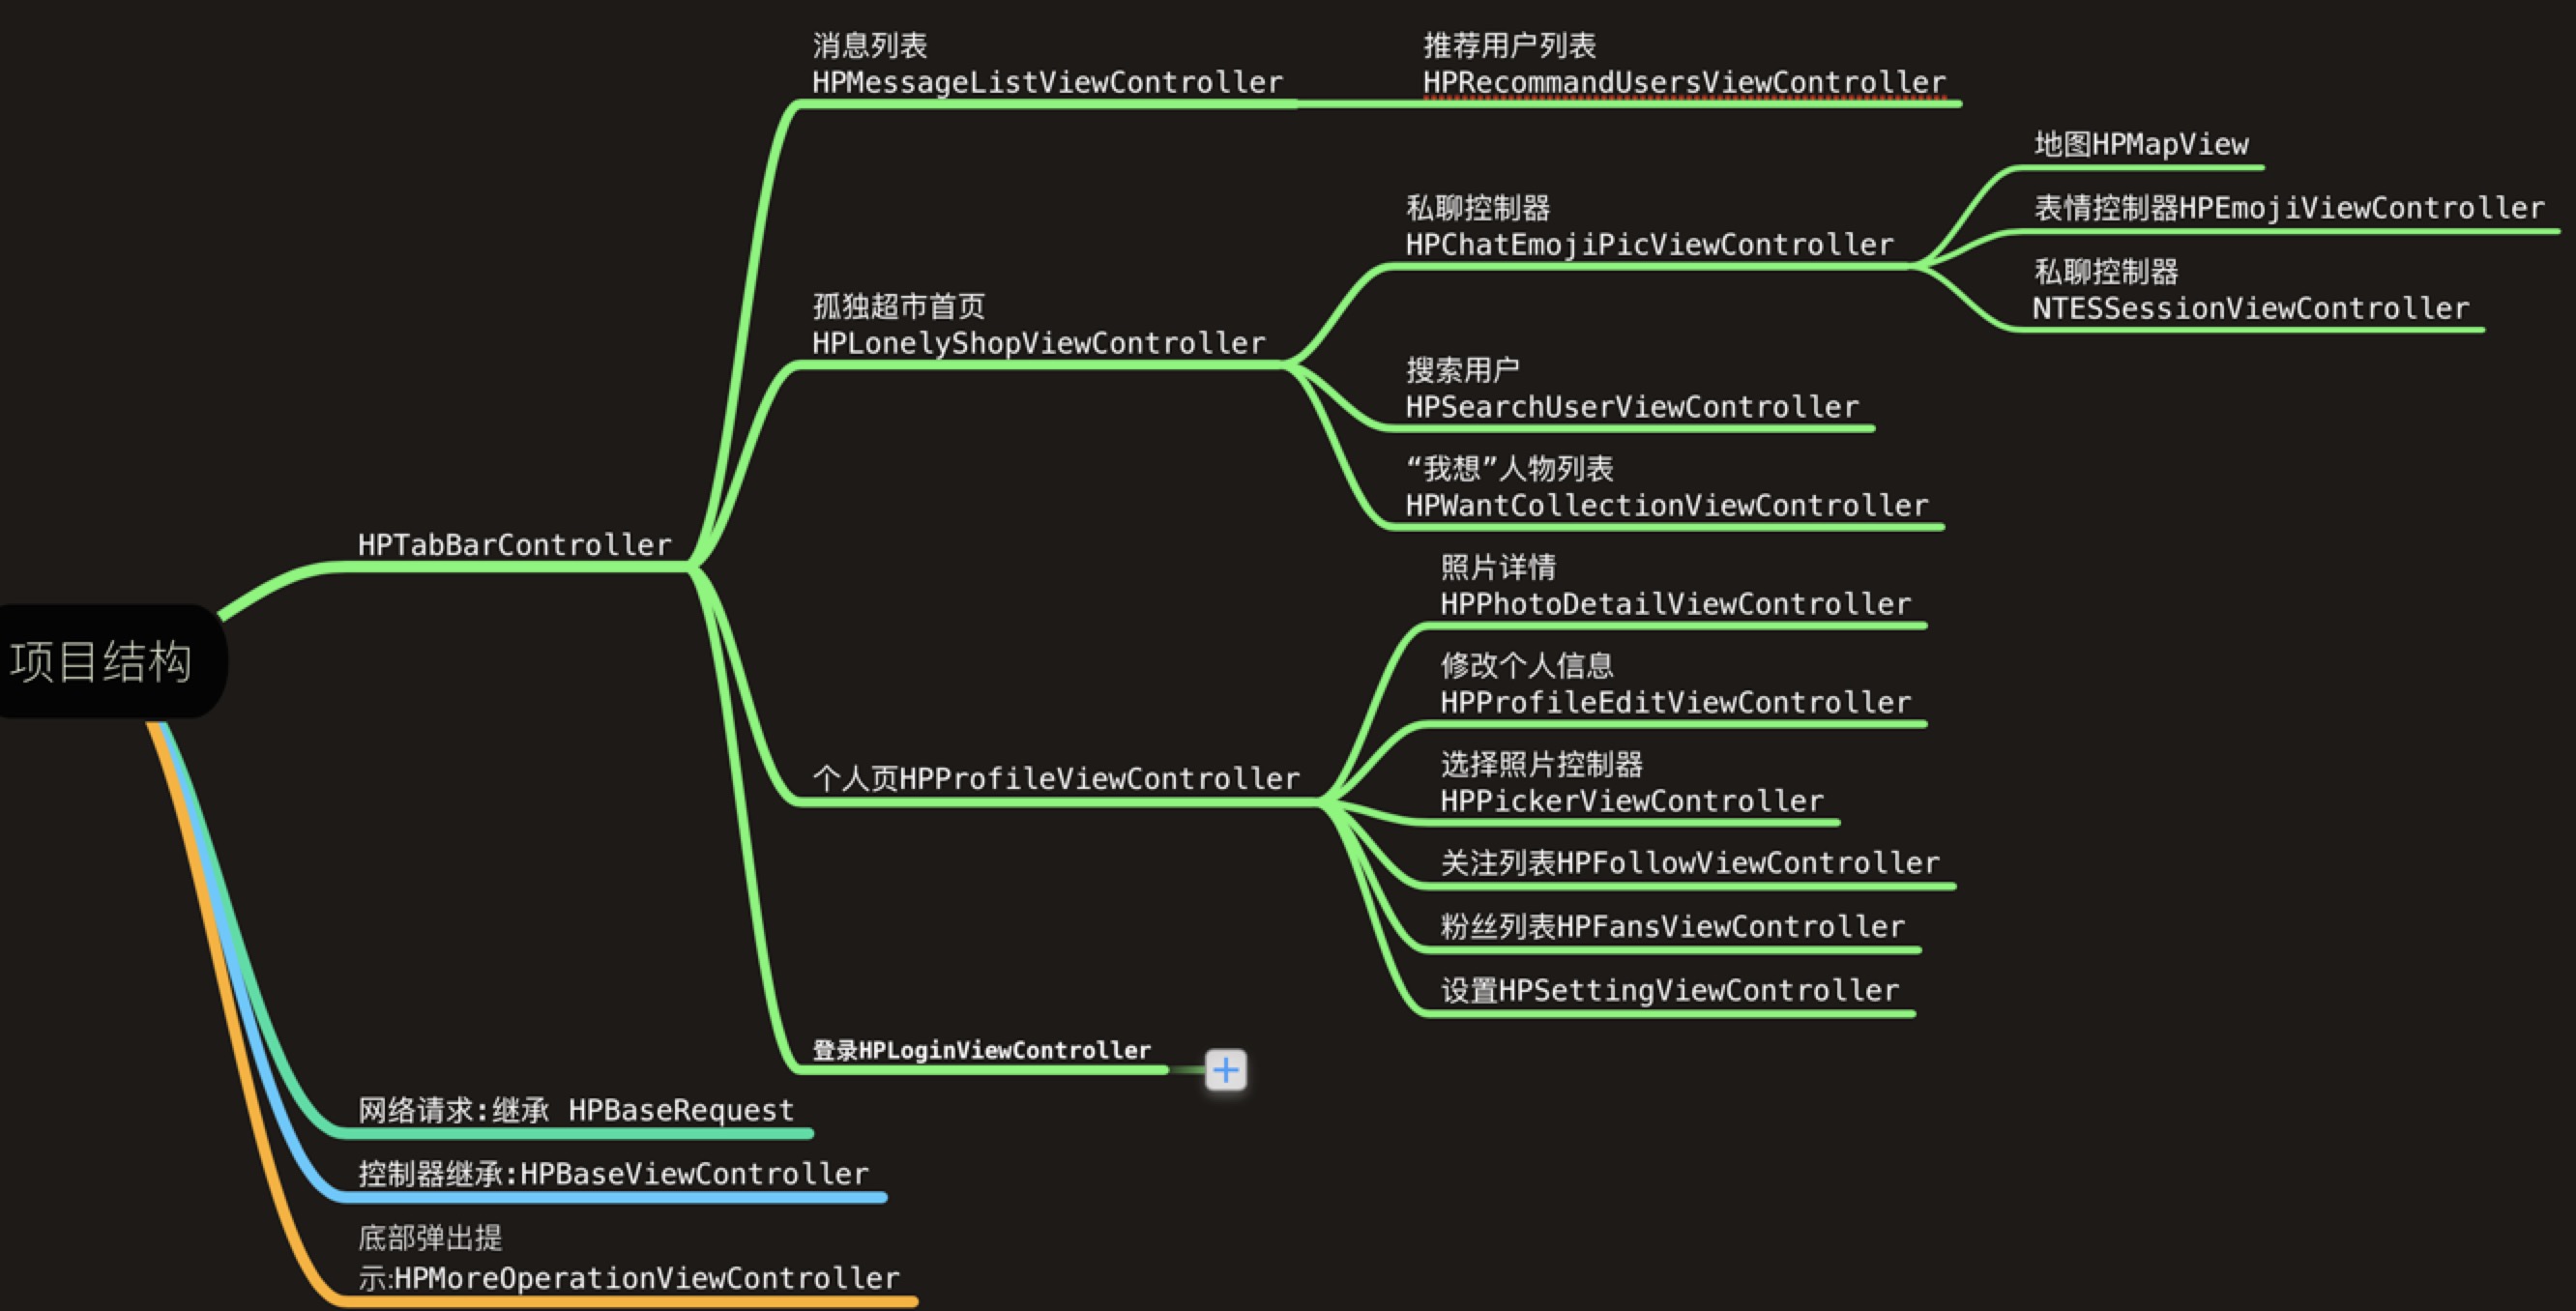 项目结构
HPTabBarController
消息列表
HPMessageListViewController
推荐用户列表
HPRecommandUsersViewController
孤独超市首页
HPLonelyShopViewController
私聊控制器
HPChatEmojiPicViewController
地图HPMapView
表情控制器HPEmojiViewController
私聊控制器
NTESSessionViewController
搜索用户
HPSearchUserViewController
“我想”人物列表
HPWantCollectionViewController
个人页HPProfileViewController
照片详情
HPPhotoDetailViewController
修改个人信息
HPProfileEditViewController
选择照片控制器
HPPickerViewController
关注列表HPFollowViewController
粉丝列表HPFansViewController
设置HPSettingViewController
登录HPLoginViewController
网络请求:继承 HPBaseRequest
控制器继承:HPBaseViewController
底部弹出提
示:HPMoreOperationViewController